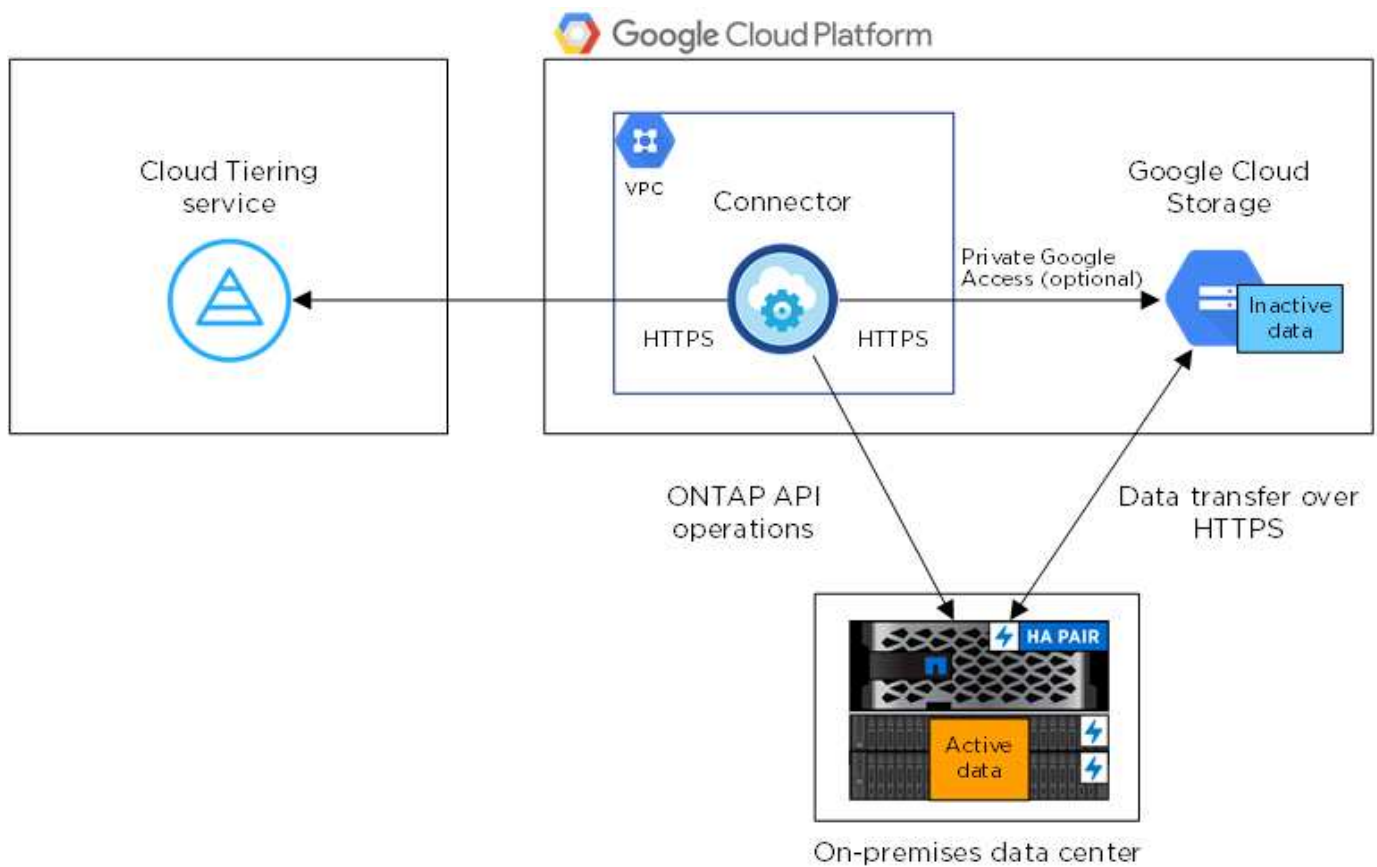 Google Cloud Platform
Cloud Tiering
service
VPC
Connector
Google Cloud
Storage
Private Google
Access (optional)
HTTPS
HTTPS
Inactive
data
ONTAP API
operations
Data transfer over
HTTPS
HA PAIR
Active
data
On-premises data center